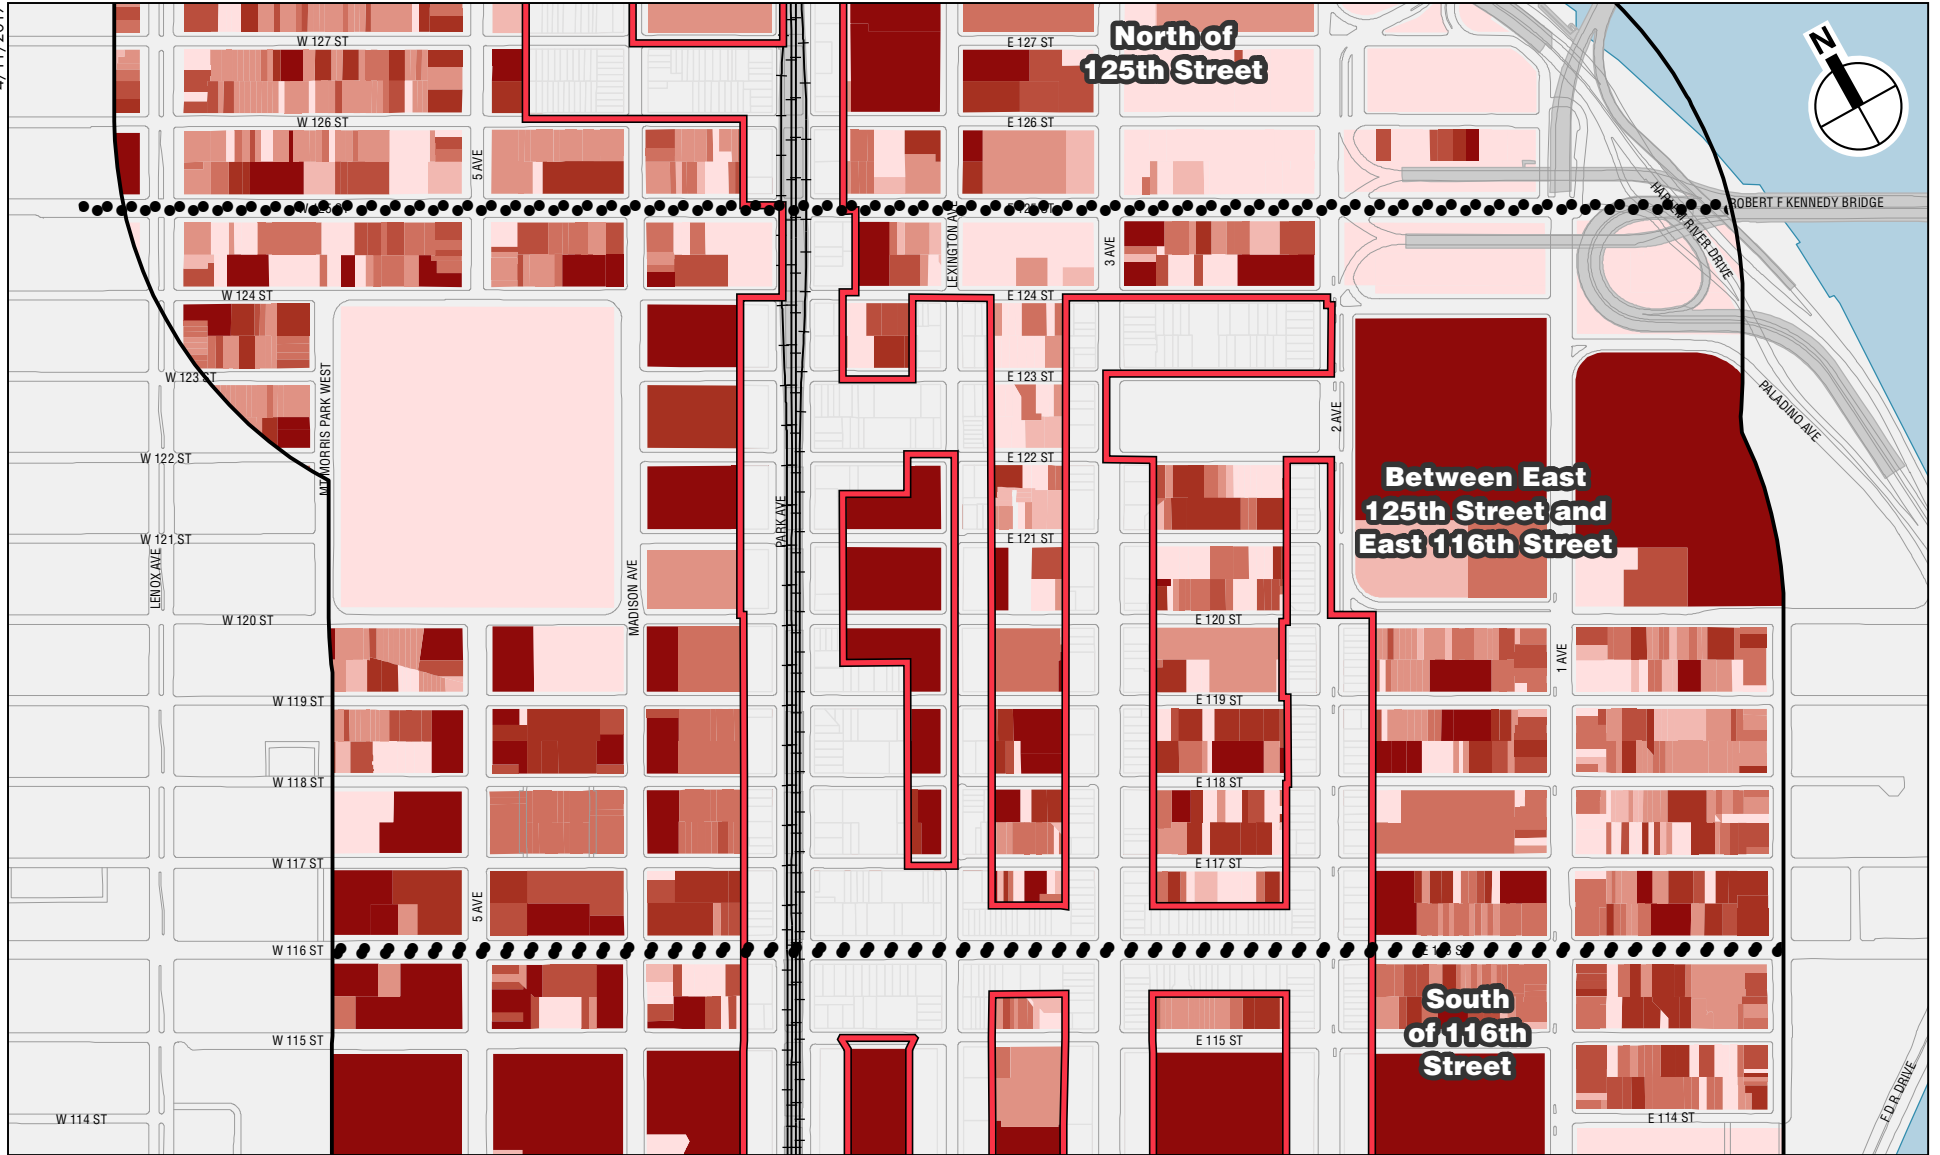 W 127 ST
E 127 ST
North of
125th Street
N
W 126 ST
E 126 ST
5 AVE
ROBERT F KENNEDY BRIDGE
HARLEM RIVER DRIVE
LEXINGTON AVE
3 AVE
W 124 ST
E 124 ST
W 123 ST
E 123 ST
MT MORRIS PARK WEST
2 AVE
PALADINO AVE
W 122 ST
E 122 ST
Between East
125th Street and
East 116th Street
PARK AVE
W 121 ST
E 121 ST
LENOX AVE
MADISON AVE
W 120 ST
E 120 ST
1 AVE
W 119 ST
E 119 ST
W 118 ST
E 118 ST
W 117 ST
E 117 ST
5 AVE
W 116 ST
South
of 116th
Street
W 115 ST
E 115 ST
W 114 ST
E 114 ST
F D R DRIVE